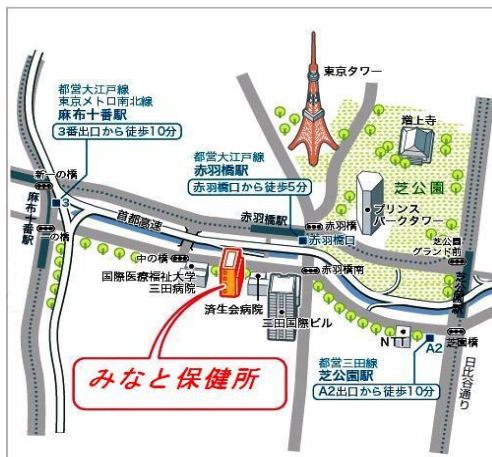 東京タワー
都営大江戸線
東京メトロ南北線
麻布十番駅
3番出口から徒歩10分
増上寺
都営大江戸線
赤羽橋駅
赤羽橋口から徒歩5分
芝公園
新一の橋
3
麻布十番駅
一の橋
首都高速
赤羽橋駅
赤羽橋
赤羽橋口
プリンス
パークタワー
芝公園
グランド前
中の橋
赤羽橋南
国際医療福祉大学
三田病院
済生会病院
三田国際ビル
芝公園駅
NTT
A2
芝園橋
みなと保健所
都営三田線
芝公園駅
A2出口から徒歩10分
日比谷通り